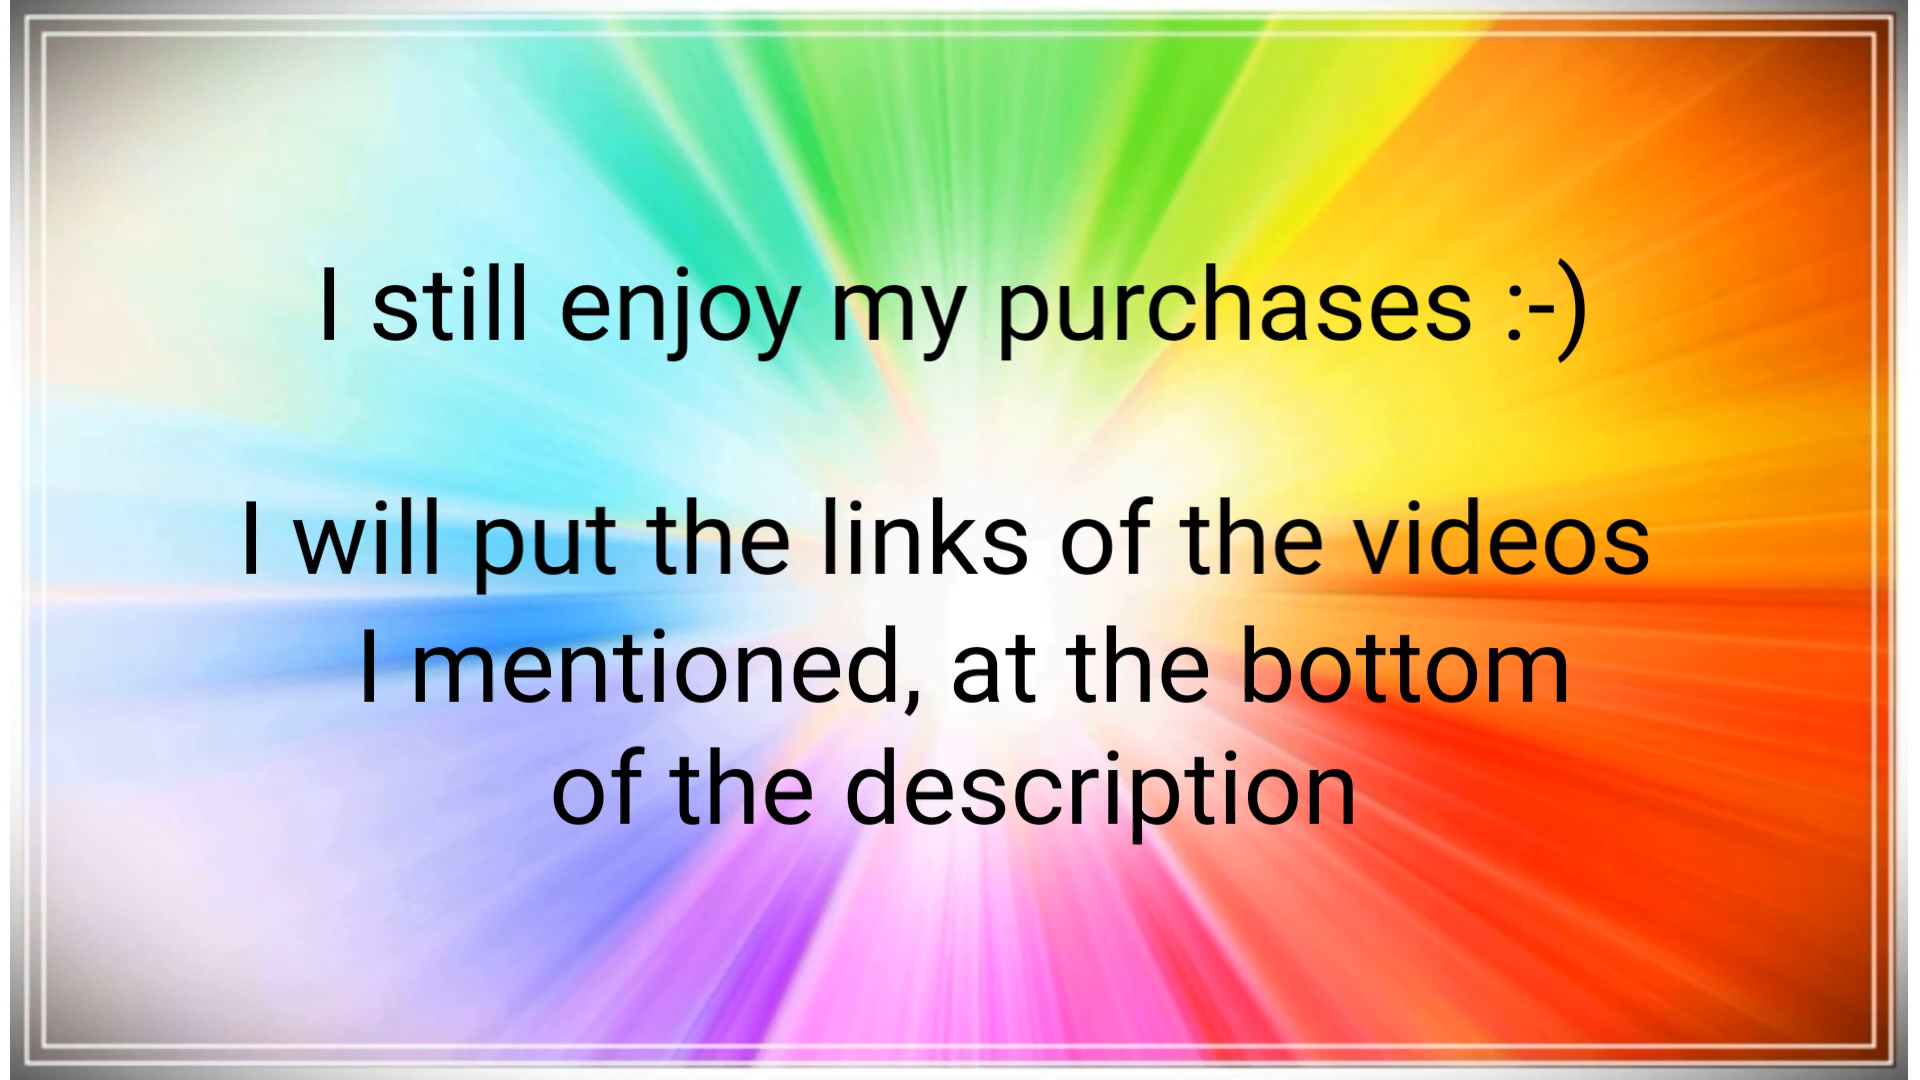 I still enjoy my purchases :-)
I will put the links of the videos
I mentioned, at the bottom
of the description